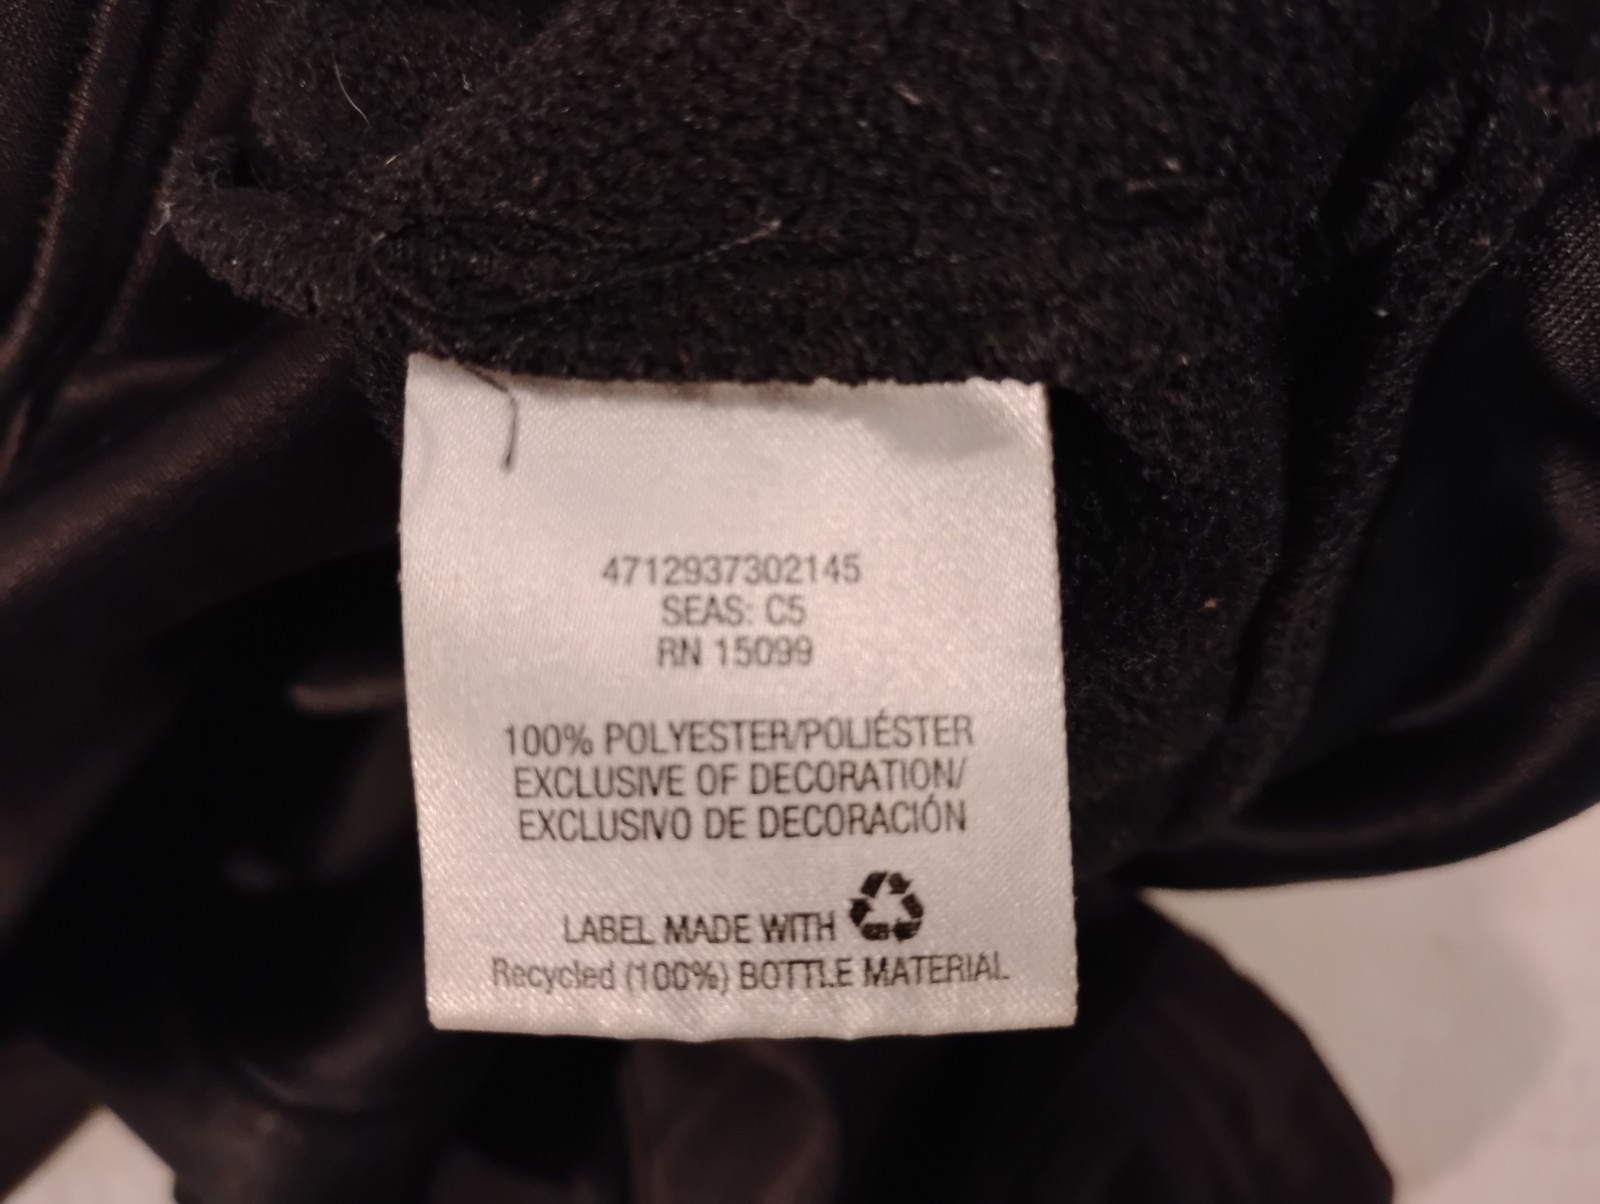 4712937302145
SEAS: C5
RN 15099
100% POLYESTER/POLIÉSTER
EXCLUSIVE OF DECORATION/
EXCLUSIVO DE DECORACIÓN
LABEL MADE WITH
Recycled (100%) BOTTLE MATERIAL